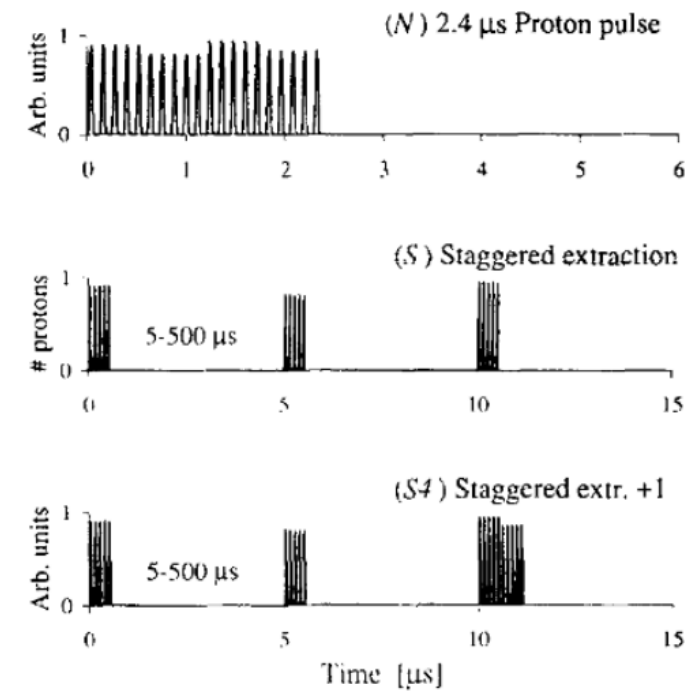 (N) 2.4 µs Proton pulse
Arb. units
1
0
0 1 2 3 4 5 6
(S) Staggered extraction
# protons
1
0
5-500 µs
0 5 10 15
(S4) Staggered extr. +1
Arb. units
1
0
5-500 µs
0 5 10 15
Time [µs]